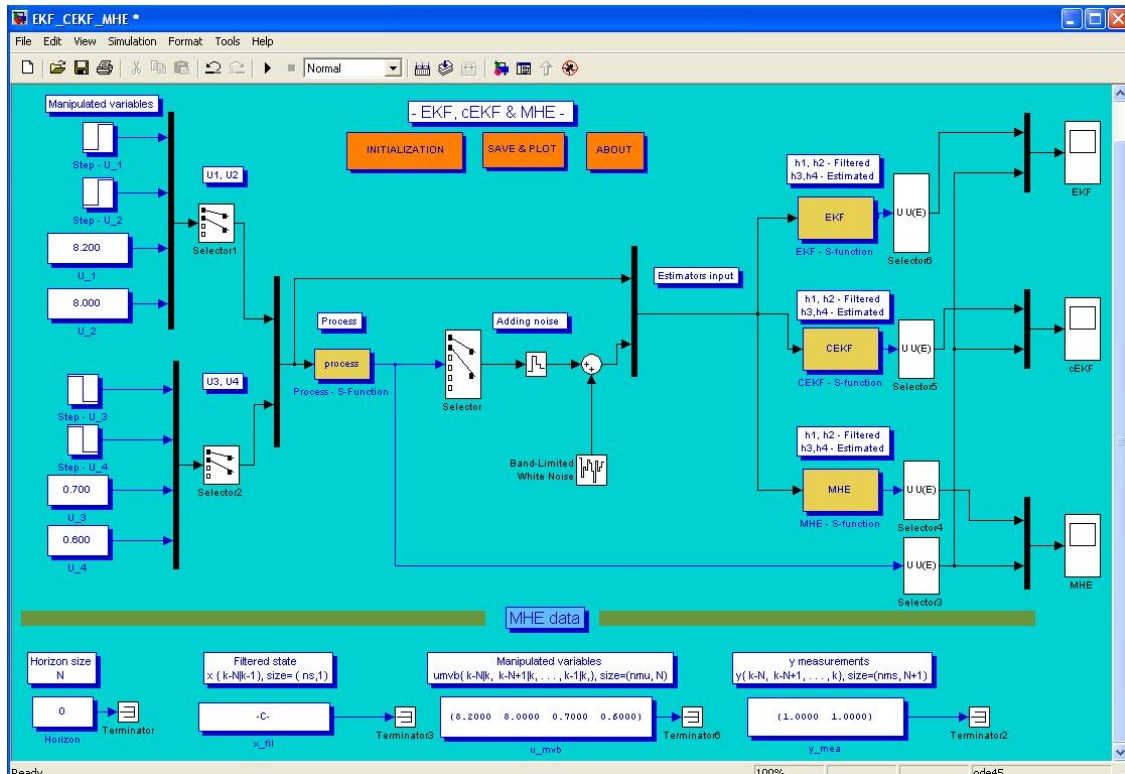 EKF_CEKF_MHE *
File Edit View Simulation Format Tools Help
Normal
Manipulated variables
- EKF, cEKF & MHE -
INITIALIZATION
SAVE & PLOT
ABOUT
Step - U_1
U1, U2
Step - U_2
Selector1
8.200
U_1
8.000
U_2
h1, h2 - Filtered
h3,h4 - Estimated
EKF
EKF - S-function
U U(E)
Selector6
EKF
Estimators input
Process
Adding noise
process
Process - S-Function
Selector
h1, h2 - Filtered
h3,h4 - Estimated
CEKF
CEKF - S-function
U U(E)
Selector5
cEKF
U3, U4
Step - U_3
Step - U_4
Selector2
0.700
U_3
0.600
U_4
Band-Limited
White Noise
h1, h2 - Filtered
h3,h4 - Estimated
MHE
MHE - S-function
U U(E)
Selector4
U U(E)
Selector3
MHE
MHE data
Horizon size
N
0
Horizon
Terminator
Filtered state
x { k-N|k-1}, size= ( ns,1)
-C-
x_fil
Terminator3
Manipulated variables
umvb{ k-N|k, k-N+1|k, . . . , k-1|k,}, size=(nmu, N)
(8.2000 8.0000 0.7000 0.6000)
u_mvb
Terminator6
y measurements
y{ k-N, k-N+1, . . . , k}, size=(nms, N+1)
(1.0000 1.0000)
y_mea
Terminator2
Ready
100%
ode45